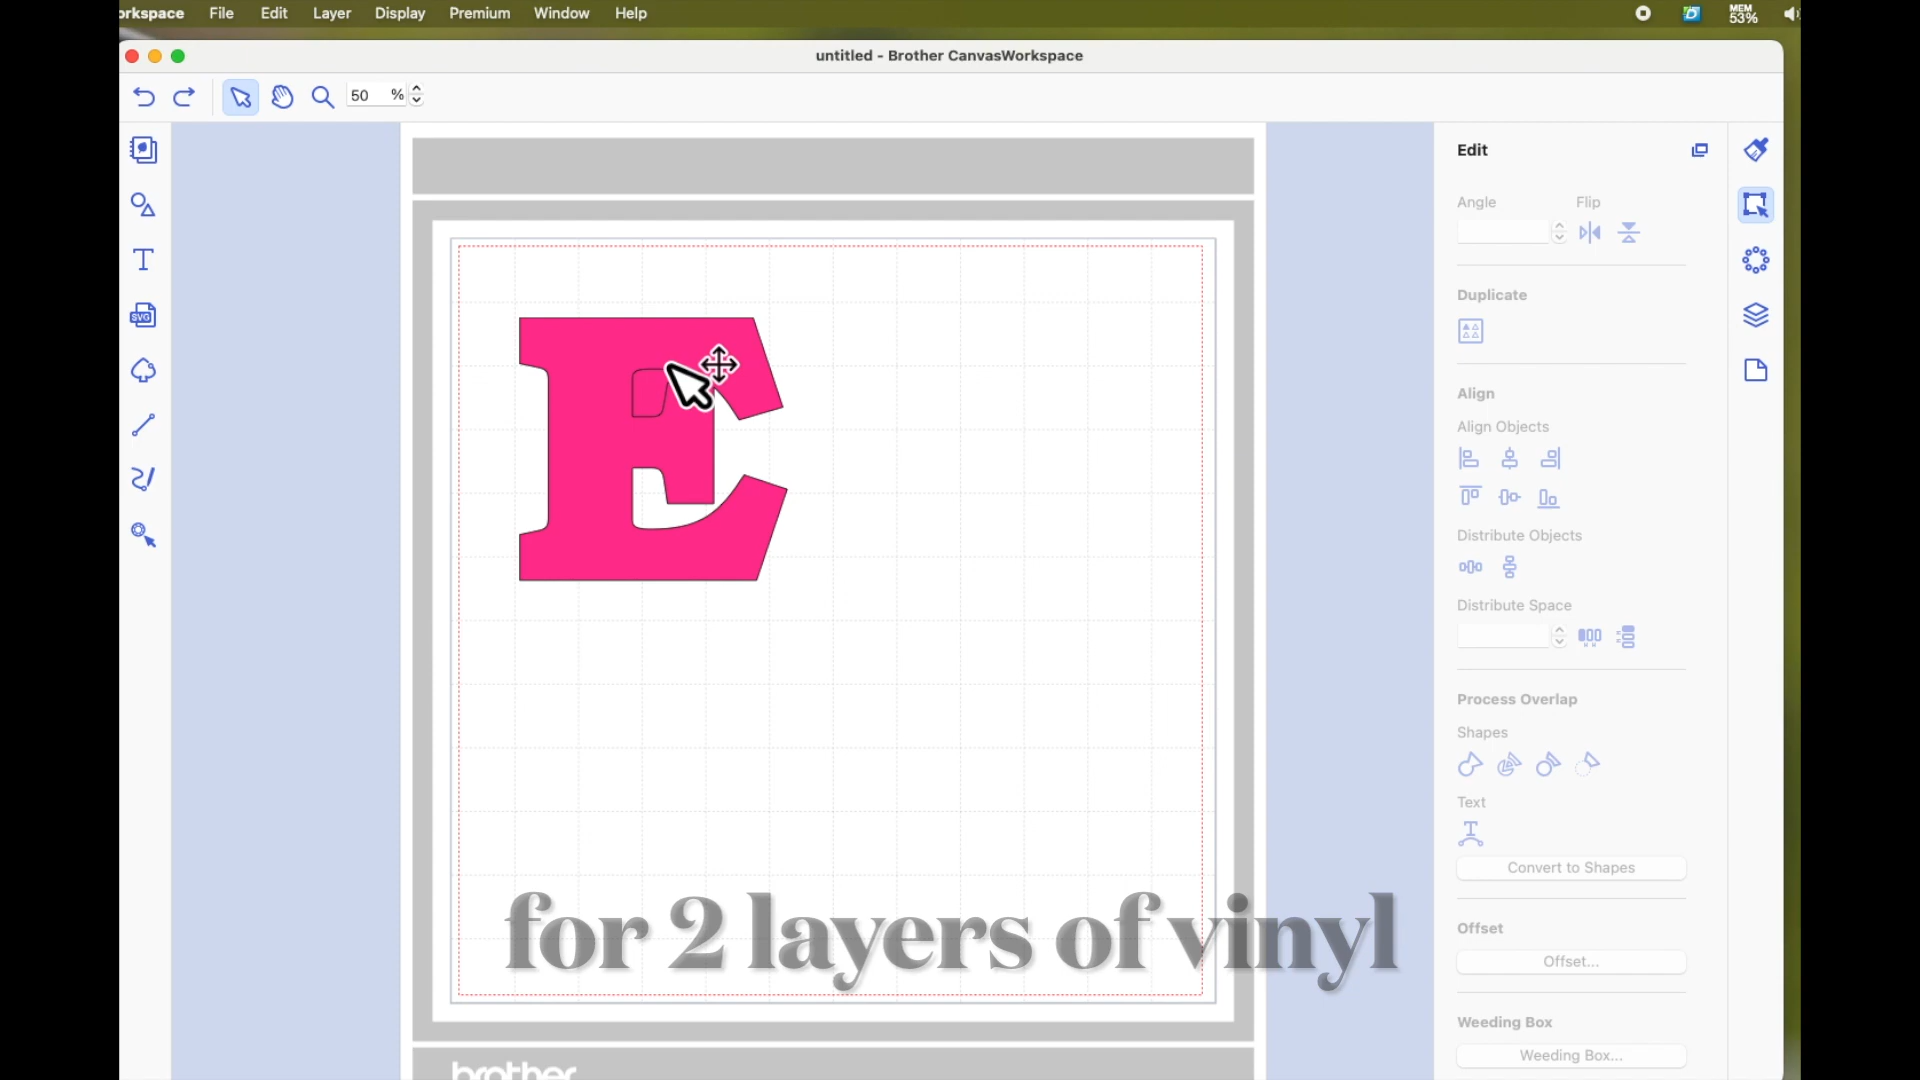 orkspace File Edit Layer Display Premium Window Help MEM 53%
untitled - Brother CanvasWorkspace
50 %
SVG
Edit
Angle Flip
Duplicate
Align
Align Objects
Distribute Objects
Distribute Space
Process Overlap
Shapes
Text
Convert to Shapes
Offset
Offset...
Weeding Box
Weeding Box...
E
for 2 layers of vinyl
brother